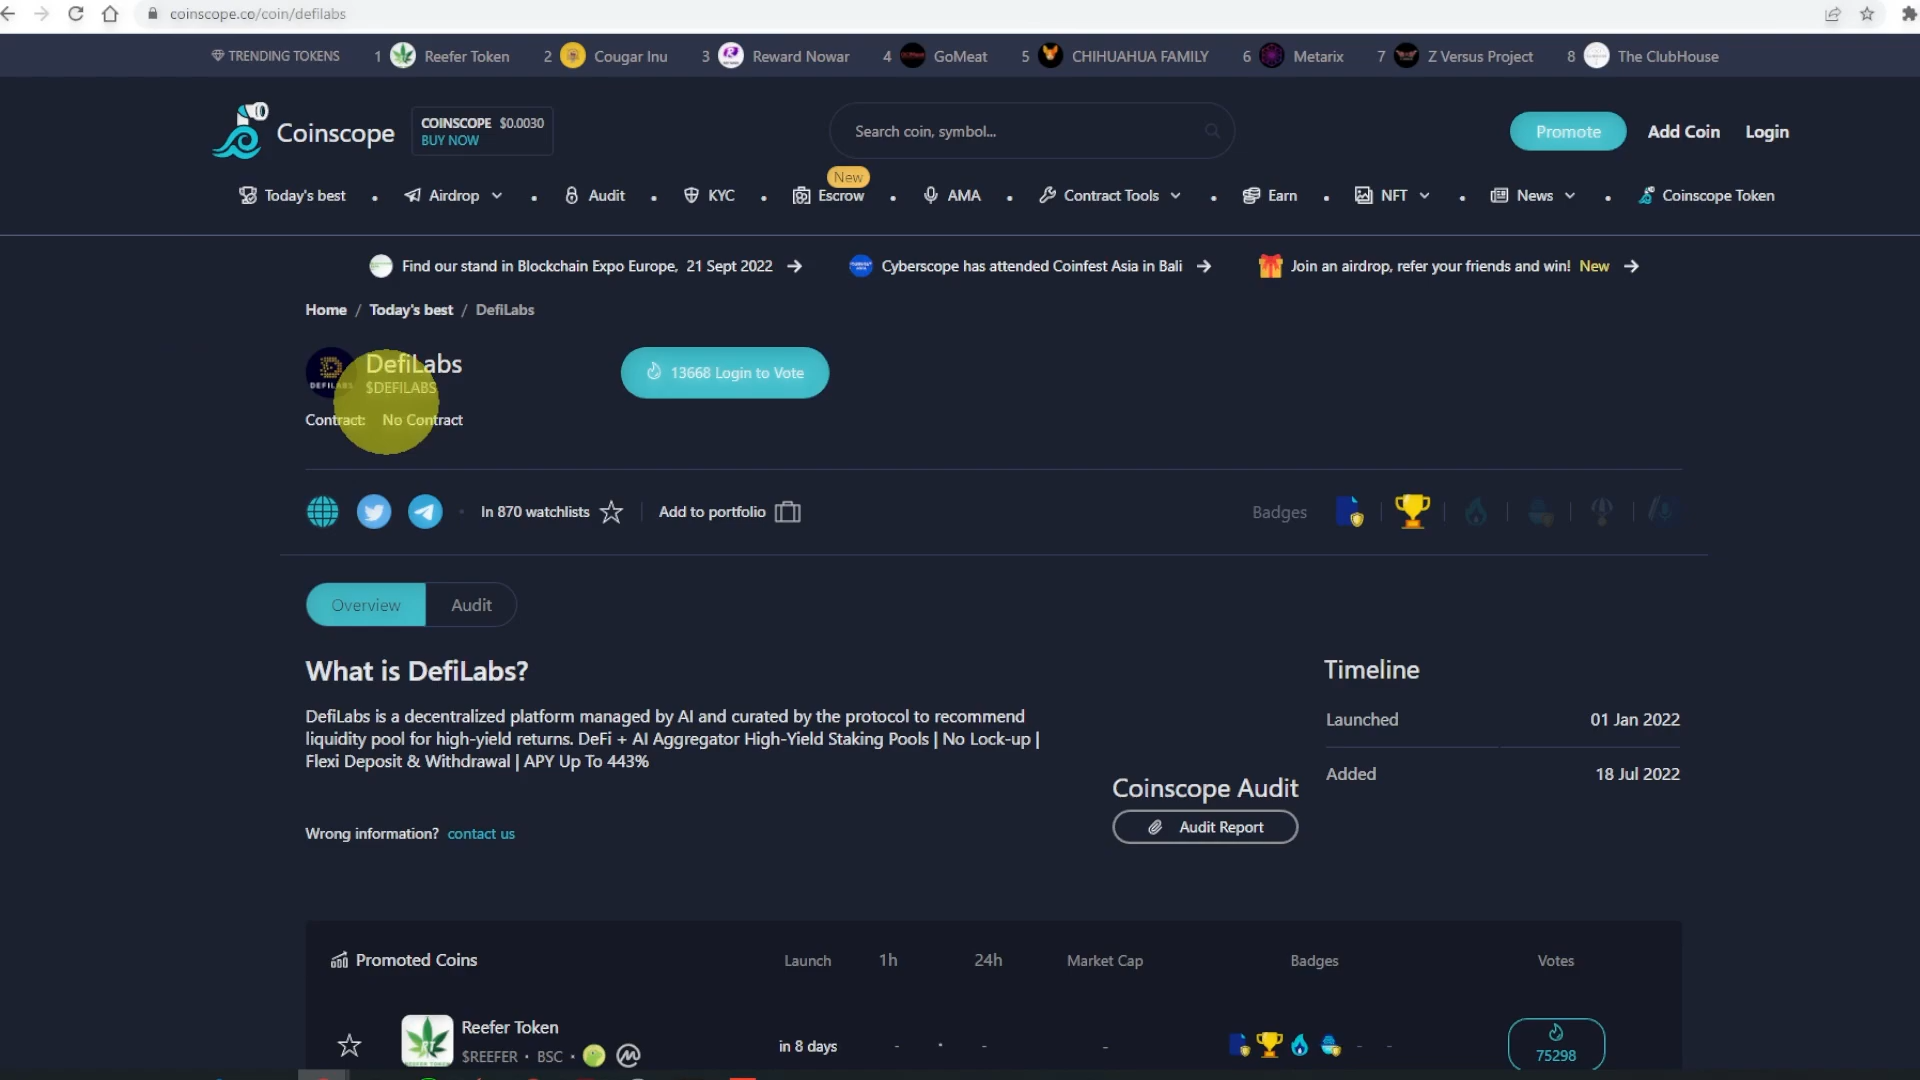 coinscope.co/coin/defilabs
TRENDING TOKENS 1 Reefer Token 2 Cougar Inu 3 Reward Nowar 4 GoMeat 5 CHIHUAHUA FAMILY 6 Metarix 7 Z Versus Project 8 The ClubHouse
Coinscope
COINSCOPE $0.0030
BUY NOW
Search coin, symbol...
Promote Add Coin Login
New
Today's best • Airdrop • Audit • KYC • Escrow • AMA • Contract Tools • Earn • NFT • News • Coinscope Token
Find our stand in Blockchain Expo Europe, 21 Sept 2022 → Cyberscope has attended Coinfest Asia in Bali → Join an airdrop, refer your friends and win! New →
Home / Today's best / DefiLabs
DefiLabs
$DEFILABS
13668 Login to Vote
Contract: No Contract
In 870 watchlists Add to portfolio Badges
Overview Audit
What is DefiLabs?
DefiLabs is a decentralized platform managed by AI and curated by the protocol to recommend
liquidity pool for high-yield returns. DeFi + AI Aggregator High-Yield Staking Pools | No Lock-up |
Flexi Deposit & Withdrawal | APY Up To 443%
Wrong information? contact us
Coinscope Audit
Audit Report
Timeline
Launched 01 Jan 2022
Added 18 Jul 2022
Promoted Coins Launch 1h 24h Market Cap Badges Votes
Reefer Token
$REEFER • BSC •
in 8 days - • - - - -
75298